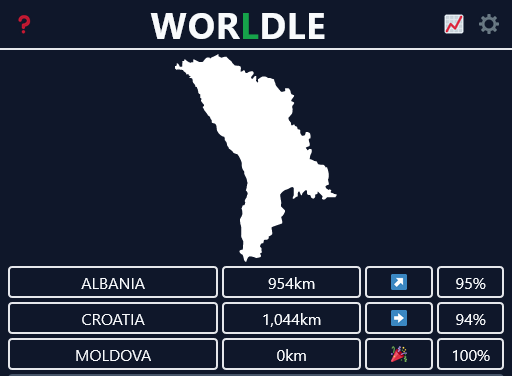 ?
WORLDLE
ALBANIA 954km 95%
CROATIA 1,044km 94%
MOLDOVA 0km 100%